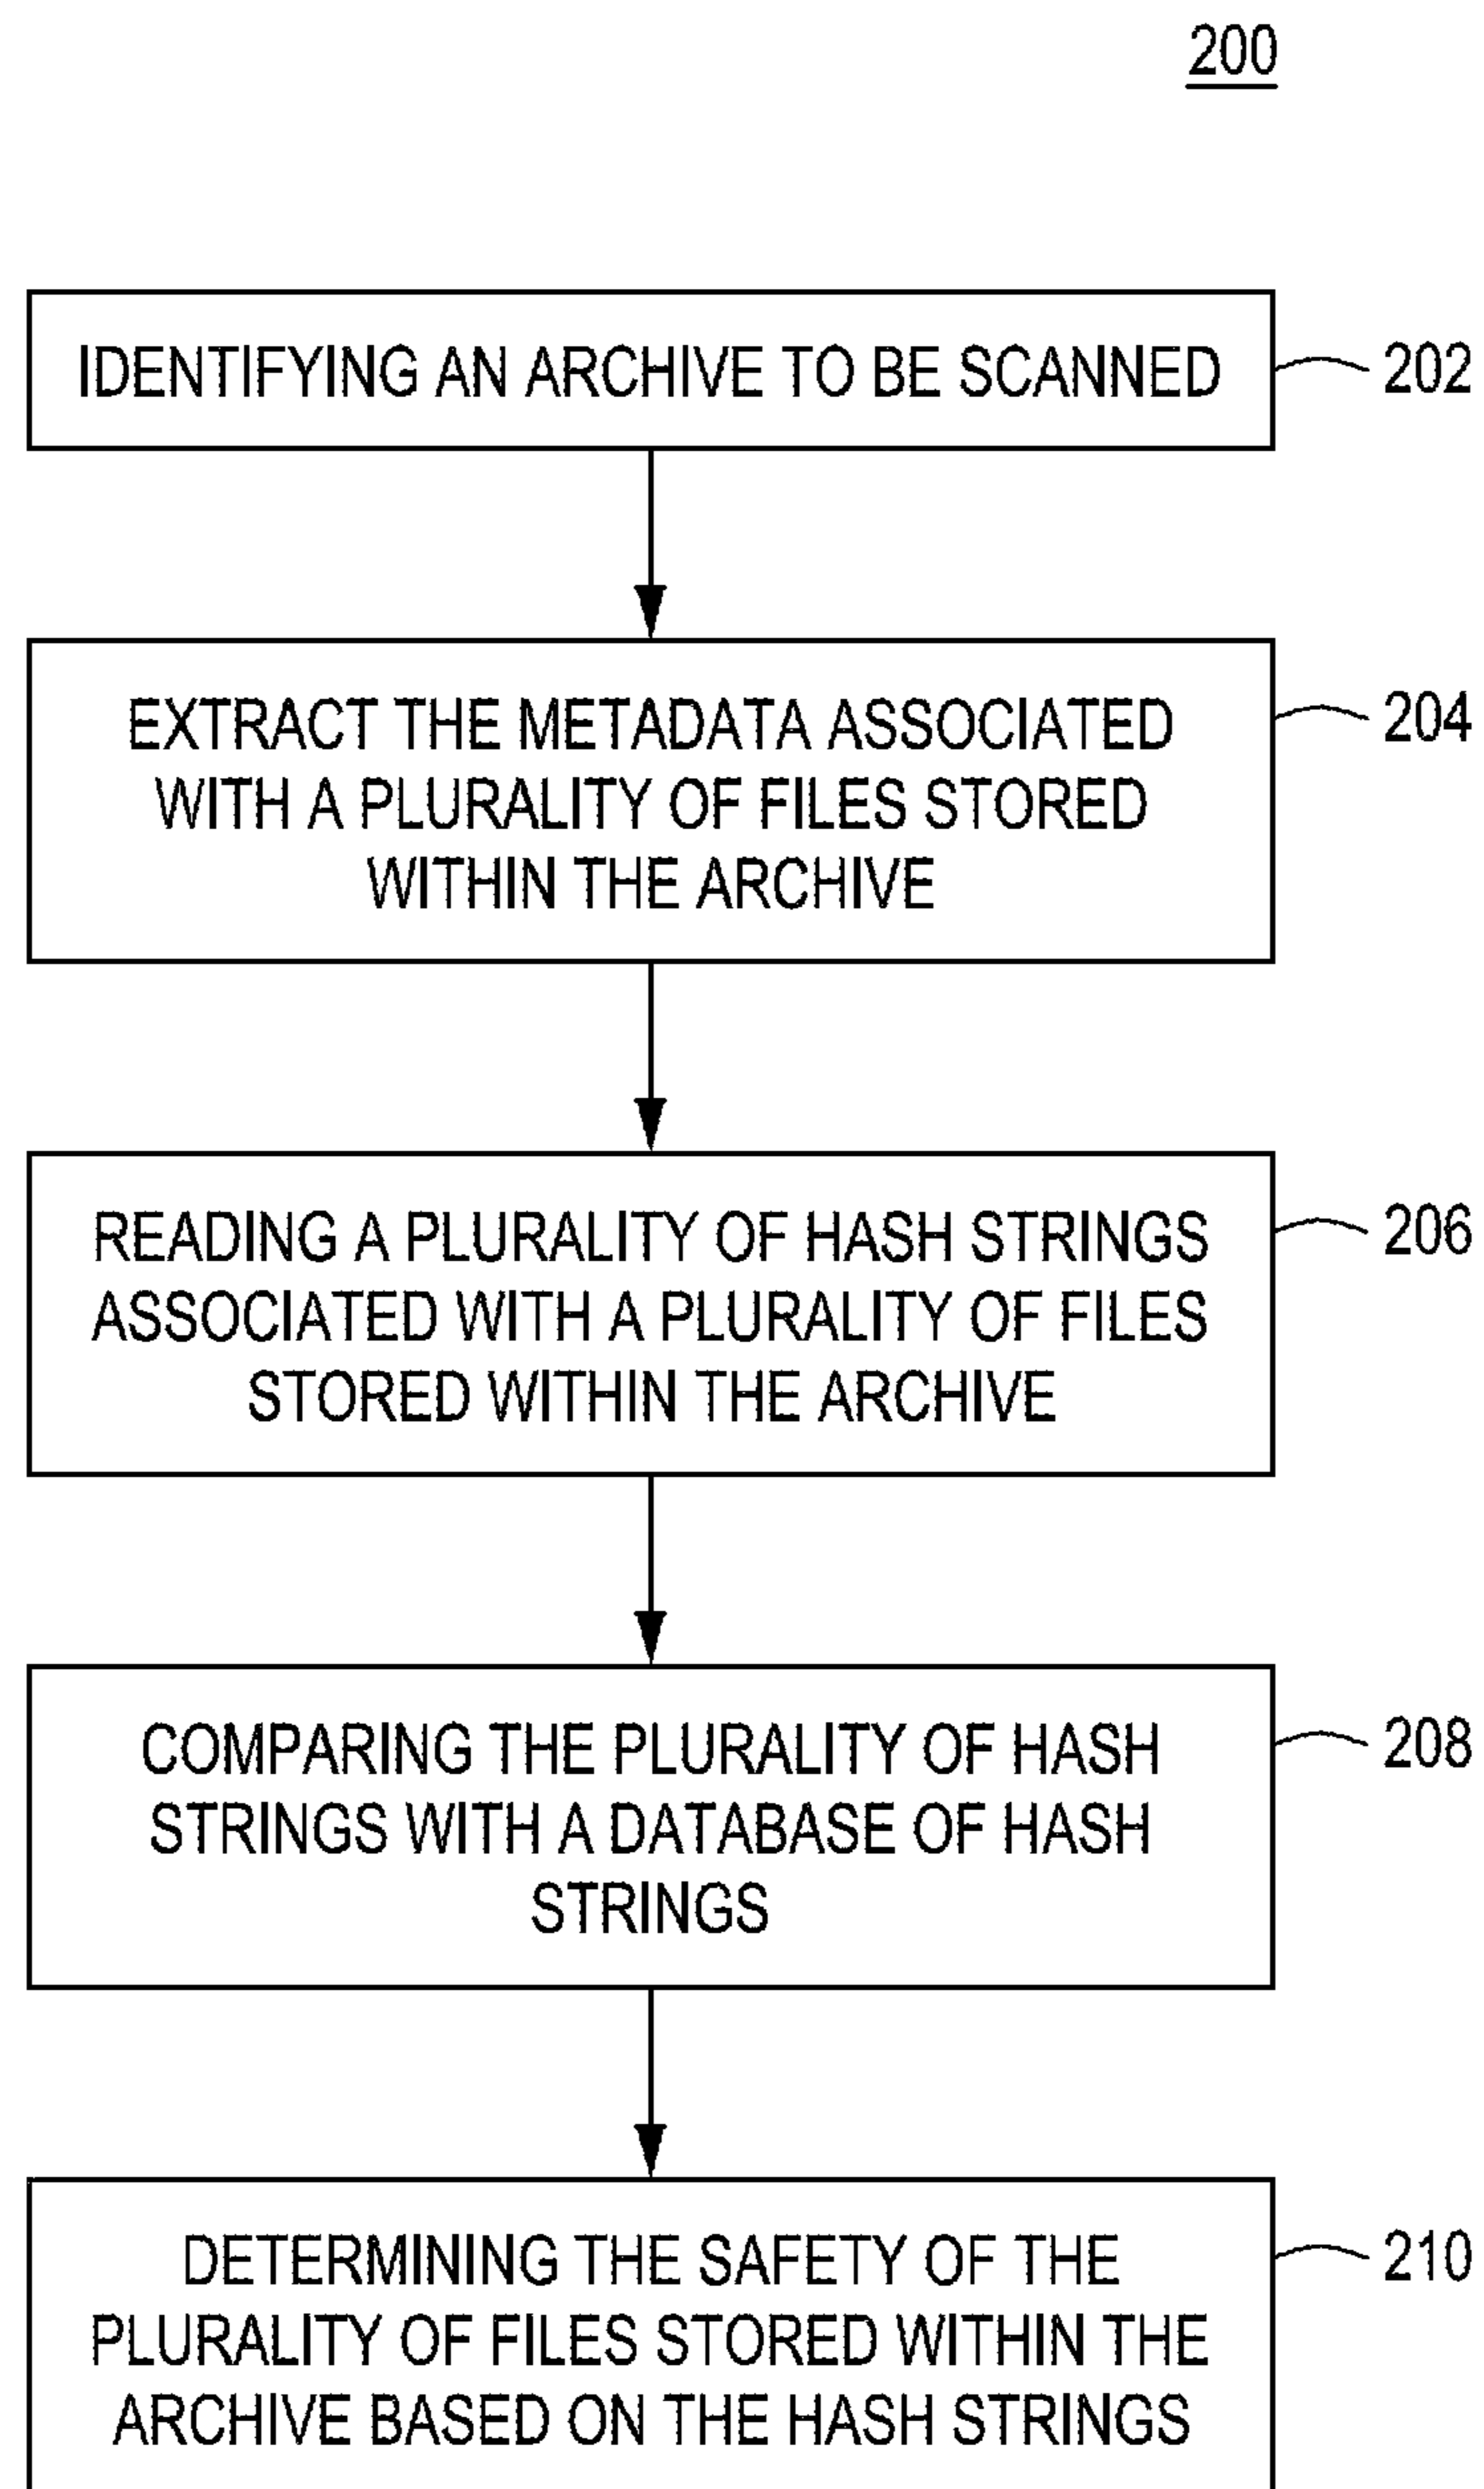 200
IDENTIFYING AN ARCHIVE TO BE SCANNED
202
EXTRACT THE METADATA ASSOCIATED
WITH A PLURALITY OF FILES STORED
WITHIN THE ARCHIVE
204
READING A PLURALITY OF HASH STRINGS
ASSOCIATED WITH A PLURALITY OF FILES
STORED WITHIN THE ARCHIVE
206
COMPARING THE PLURALITY OF HASH
STRINGS WITH A DATABASE OF HASH
STRINGS
208
DETERMINING THE SAFETY OF THE
PLURALITY OF FILES STORED WITHIN THE
ARCHIVE BASED ON THE HASH STRINGS
210